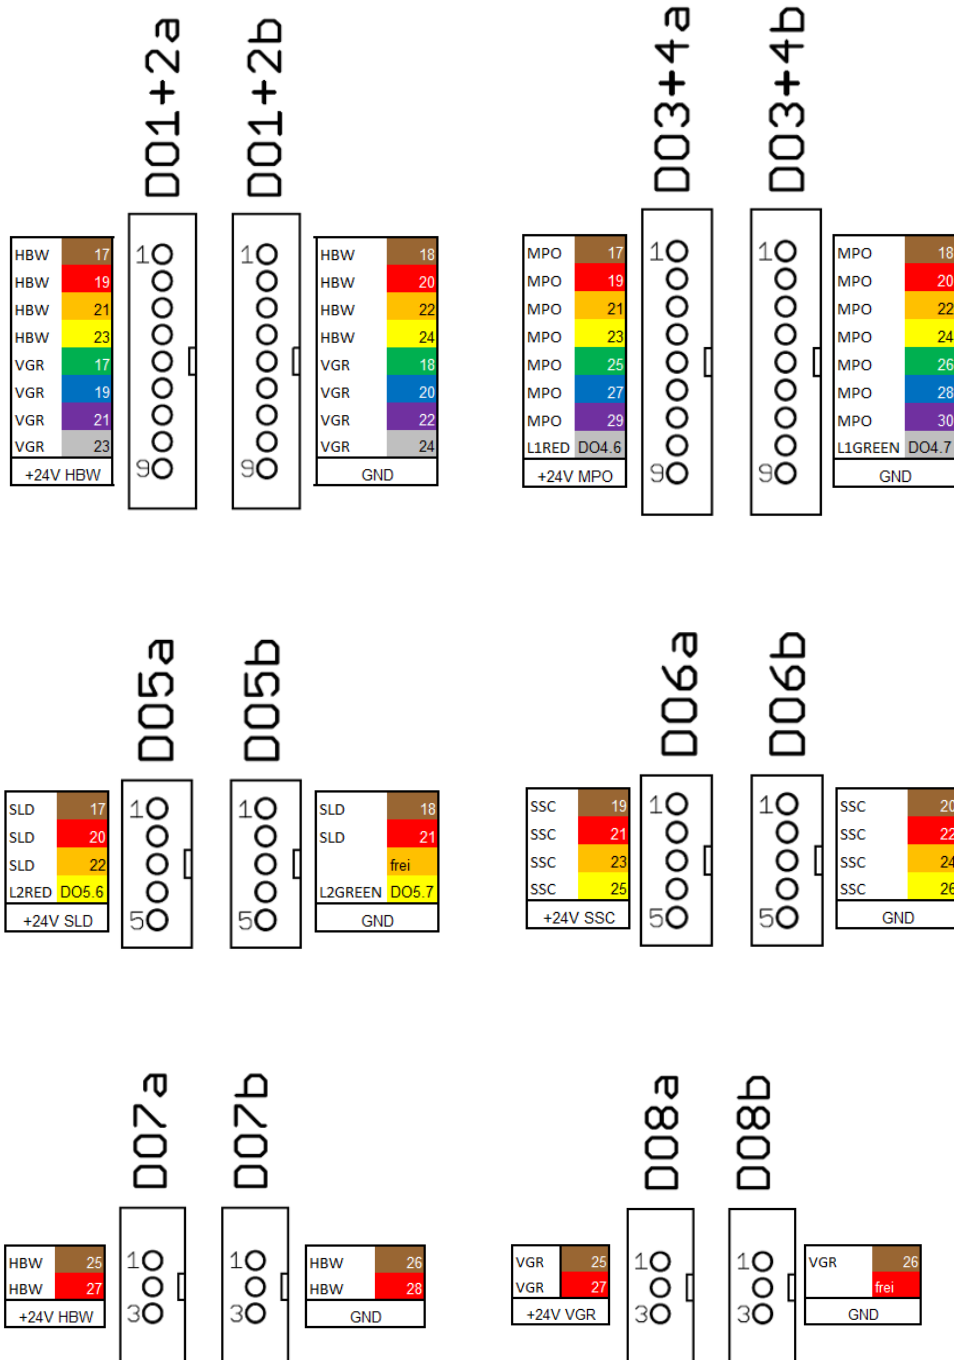 DO1+2a DO1+2b
HBW 17 1 1 HBW 18
HBW 19 HBW 20
HBW 21 HBW 22
HBW 23 HBW 24
VGR 17 VGR 18
VGR 19 VGR 20
VGR 21 VGR 22
VGR 23 VGR 24
+24V HBW 9 9 GND
DO3+4a DO3+4b
MPO 17 1 1 MPO 18
MPO 19 MPO 20
MPO 21 MPO 22
MPO 23 MPO 24
MPO 25 MPO 26
MPO 27 MPO 28
MPO 29 MPO 30
L1RED DO4.6 L1GREEN DO4.7
+24V MPO 9 9 GND
DO5a DO5b
SLD 17 1 1 SLD 18
SLD 20 SLD 21
SLD 22 frei
L2RED DO5.6 L2GREEN DO5.7
+24V SLD 5 5 GND
DO6a DO6b
SSC 19 1 1 SSC 20
SSC 21 SSC 22
SSC 23 SSC 24
SSC 25 SSC 26
+24V SSC 5 5 GND
DO7a DO7b
HBW 25 1 1 HBW 26
HBW 27 HBW 28
+24V HBW 3 3 GND
DO8a DO8b
VGR 25 1 1 VGR 26
VGR 27 frei
+24V VGR 3 3 GND